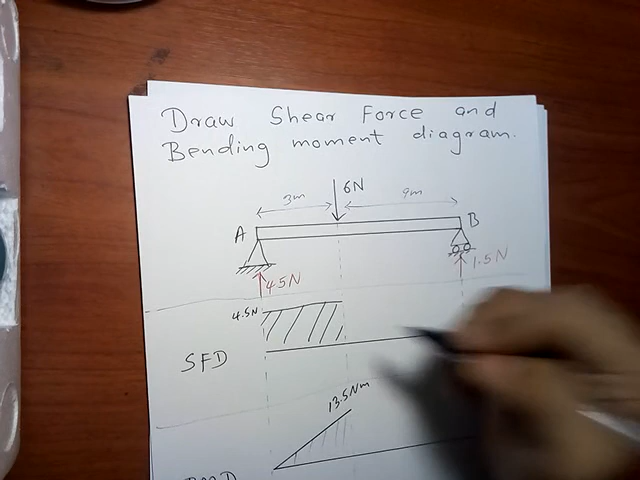 Draw Shear Force and
Bending moment diagram.
6N
3m 9m
A B
4.5N 1.5N
4.5N
SFD
13.5Nm